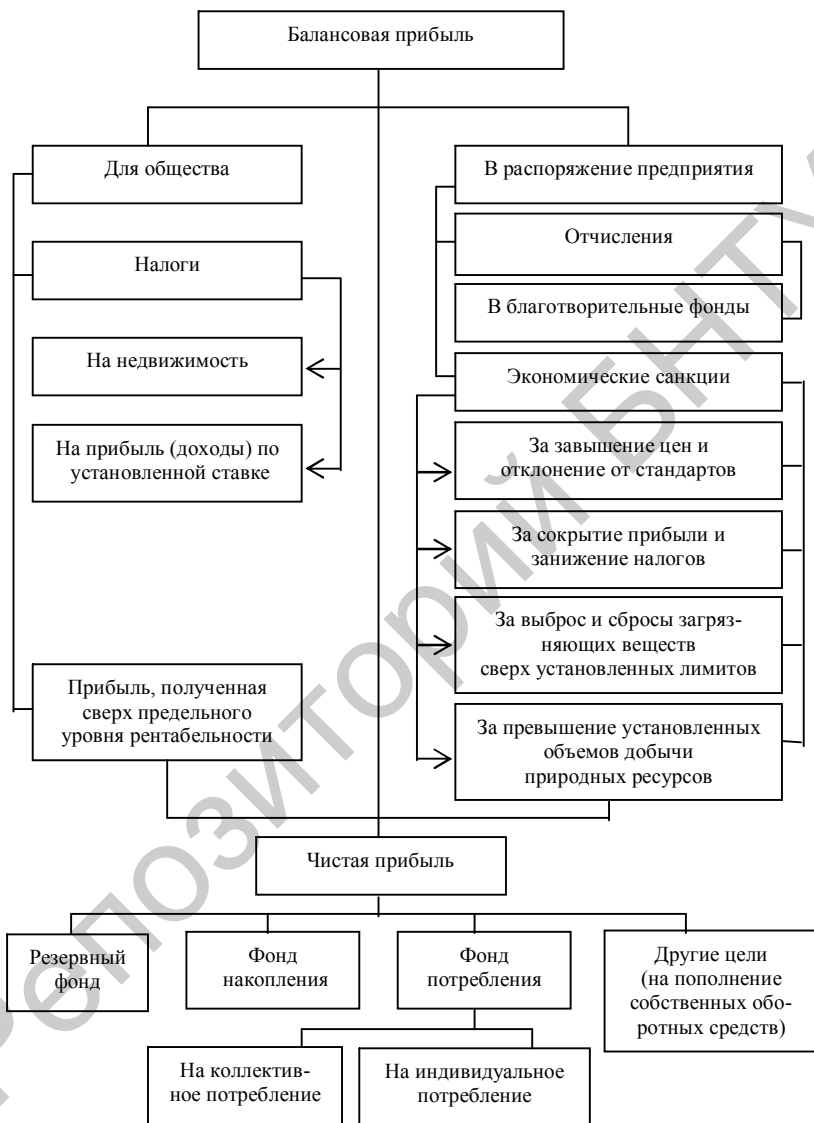 Балансовая прибыль
Для общества
В распоряжение предприятия
Налоги
Отчисления
В благотворительные фонды
На недвижимость
Экономические санкции
На прибыль (доходы) по
установленной ставке
За завышение цен и
отклонение от стандартов
За сокрытие прибыли и
занижение налогов
За выброс и сбросы загряз-
няющих веществ
сверх установленных лимитов
Прибыль, полученная
сверх предельного
уровня рентабельности
За превышение установленных
объемов добычи
природных ресурсов
Чистая прибыль
Резервный
фонд
Фонд
накопления
Фонд
потребления
Другие цели
(на пополнение
собственных обо-
ротных средств)
На коллектив-
ное потребление
На индивидуальное
потребление
Репозиторий БНТУ